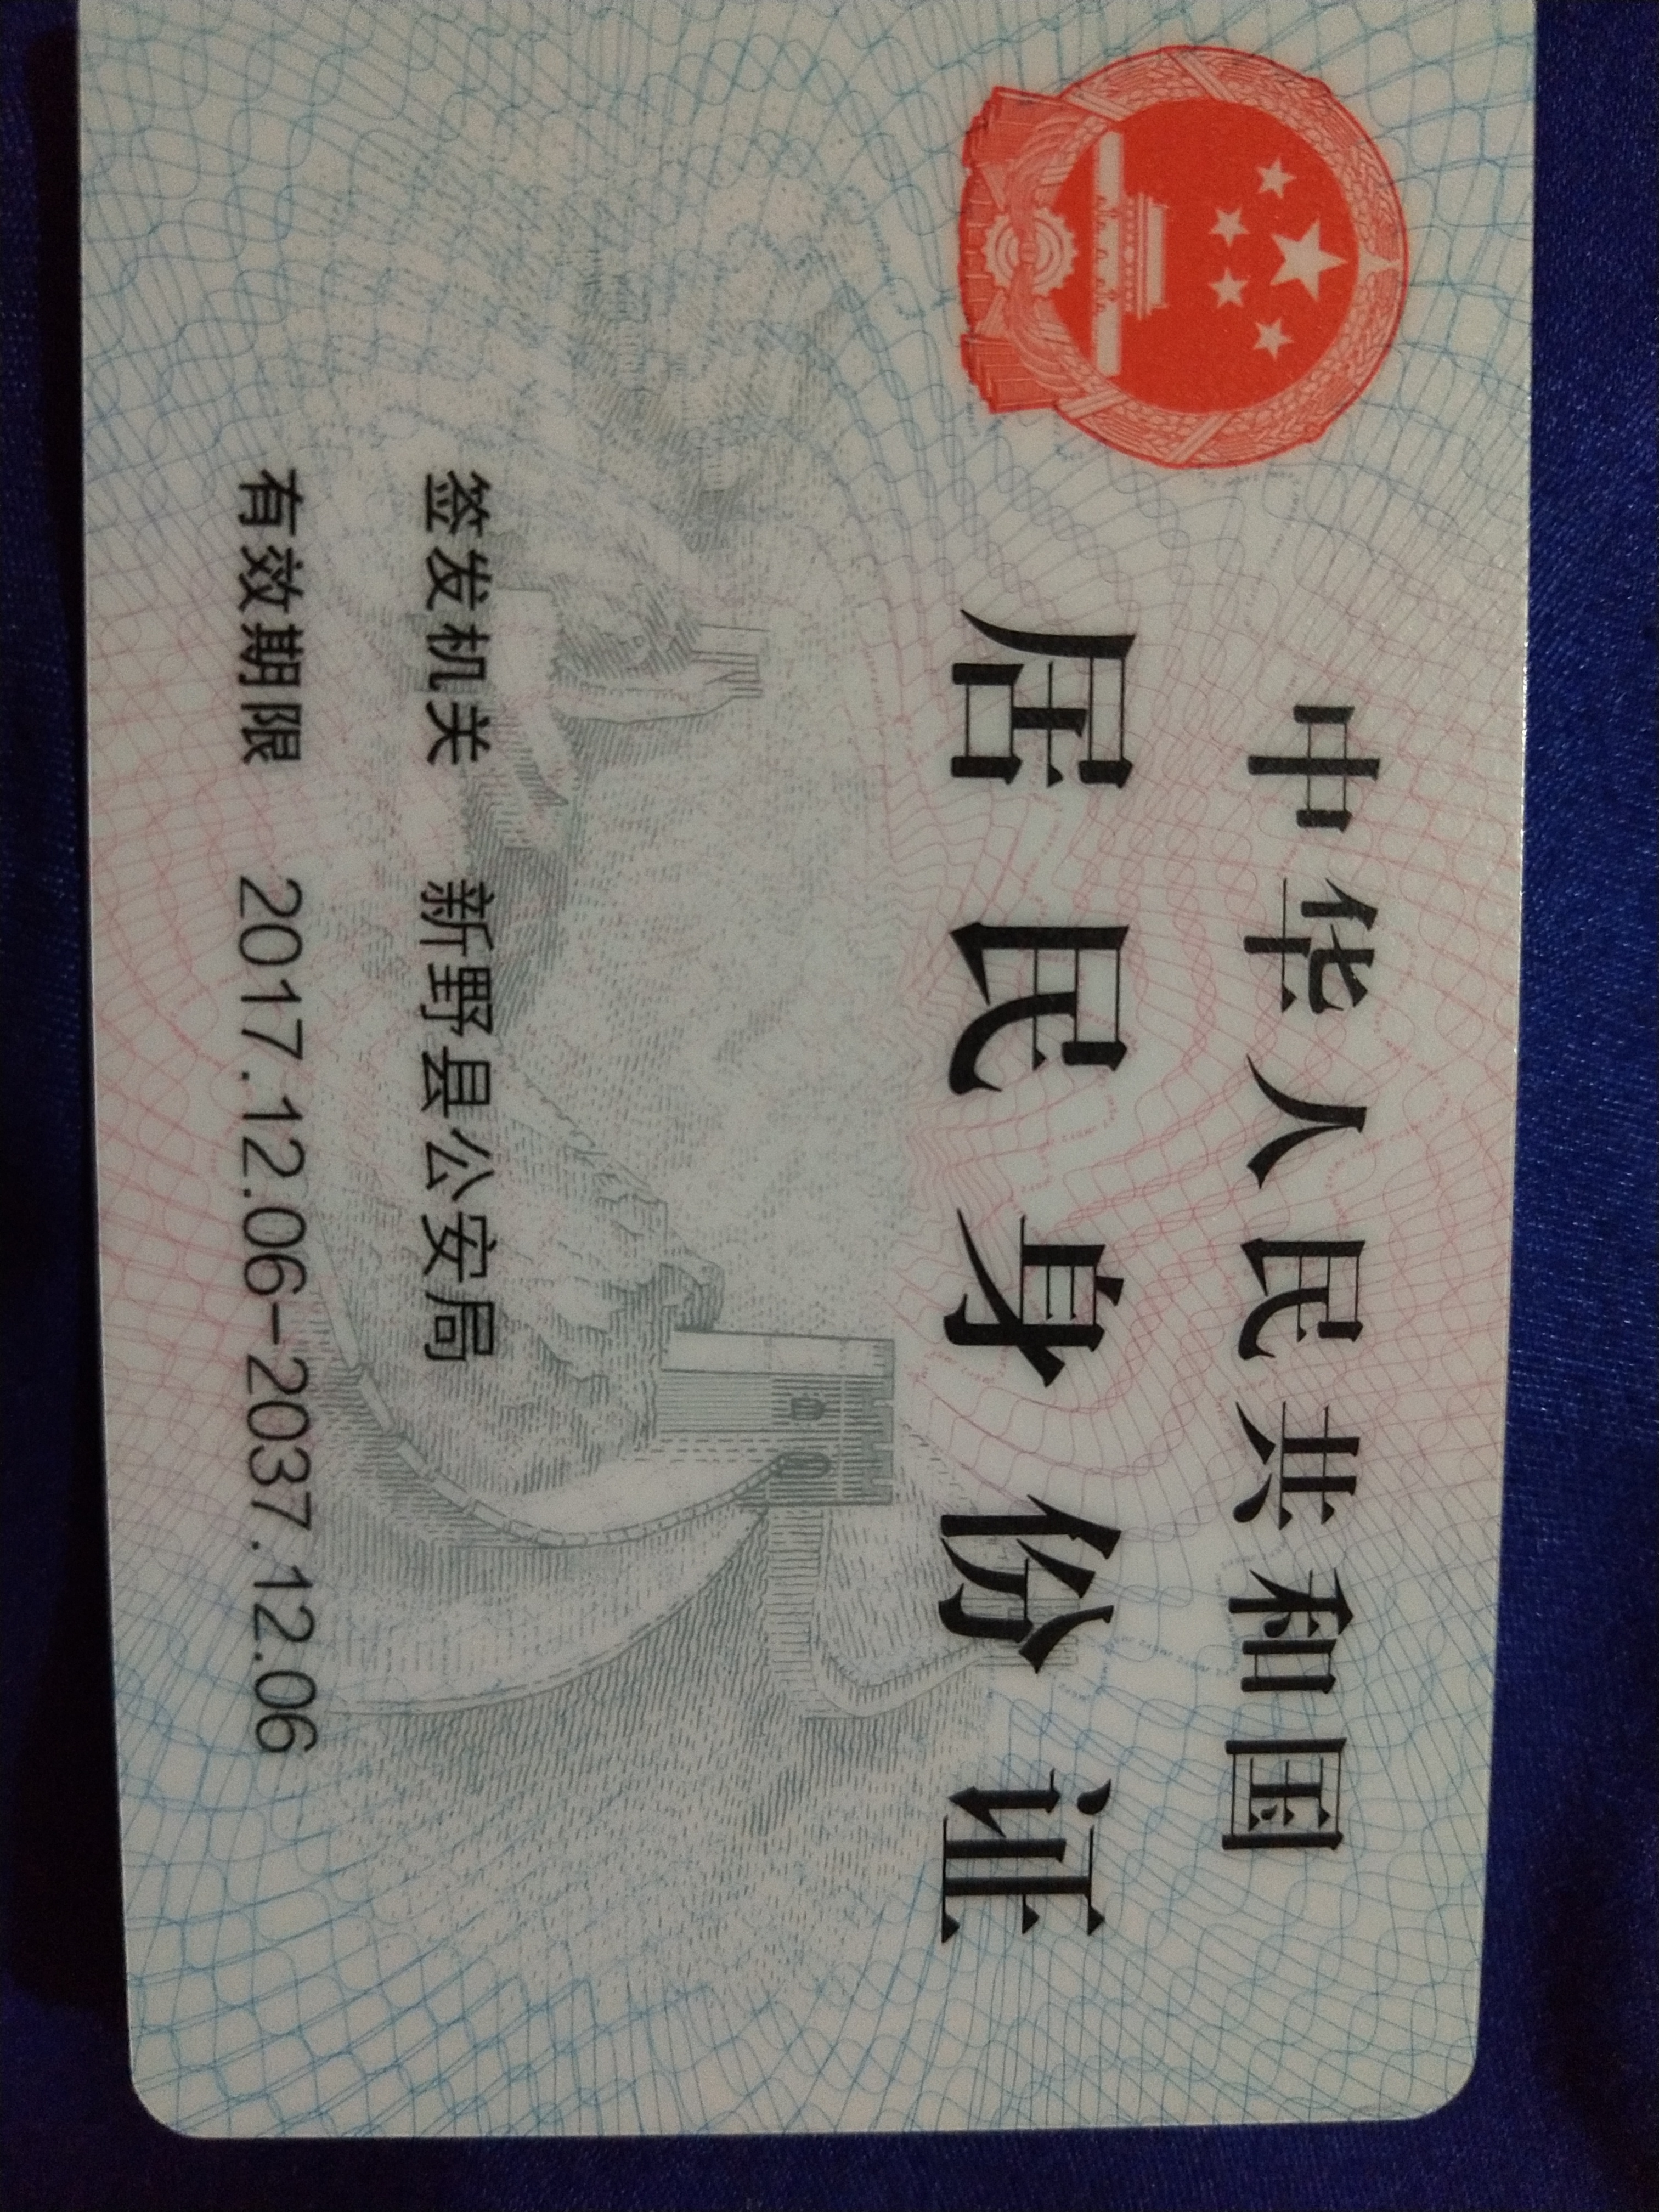 中华人民共和国
居民身份证
签发机关 新野县公安局
有效期限 2017.12.06-2037.12.06